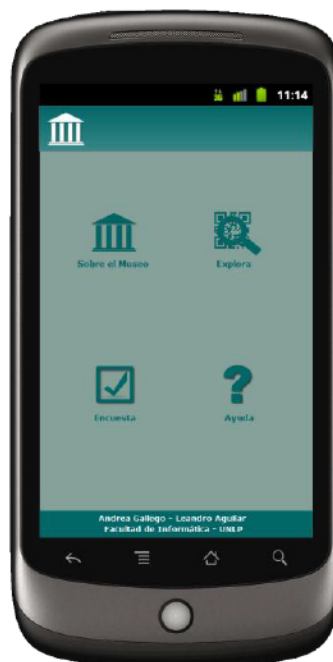 11:14
Sobre el Museo
Explora
Encuesta
Ayuda
Andrea Gallego - Leandro Aguilar
Facultad de Informática - UNLP